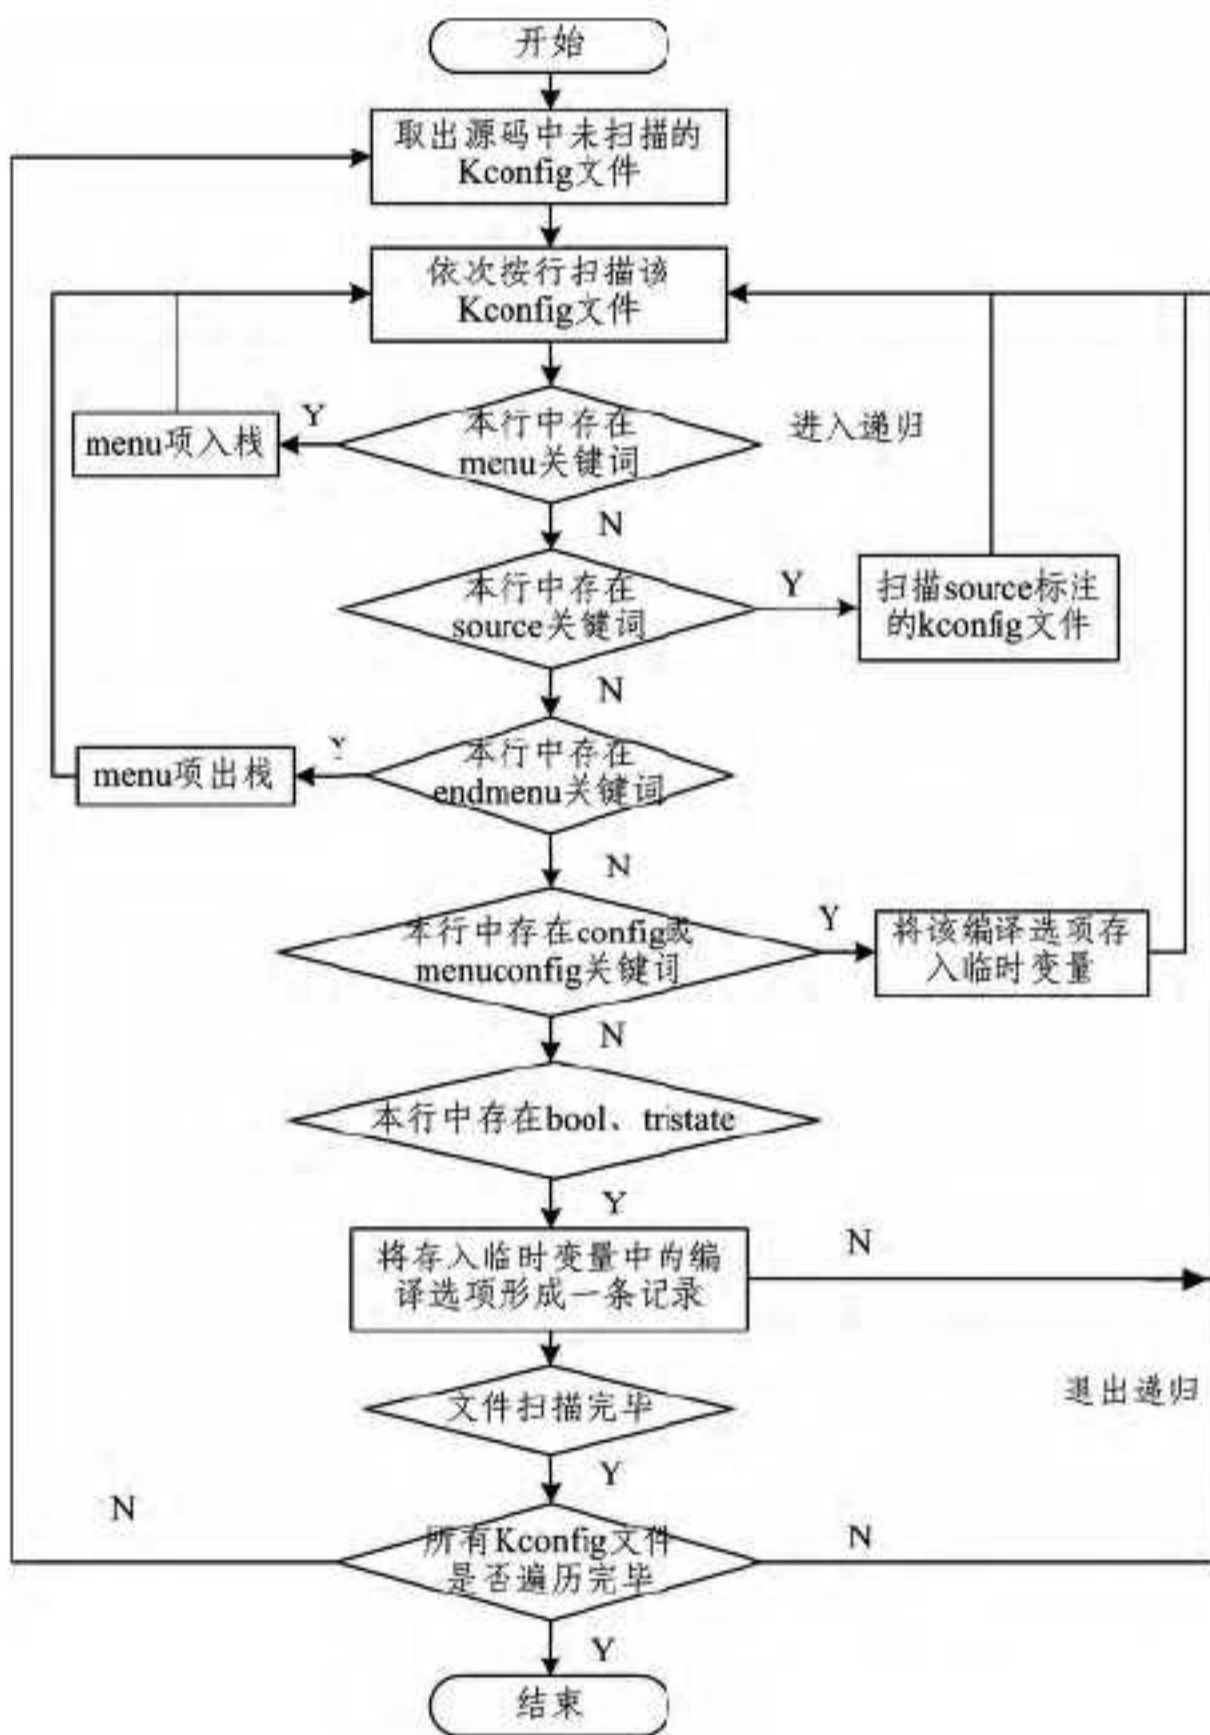 开始
取出源码中未扫描的
Kconfig文件
依次按行扫描该
Kconfig文件
Y
本行中存在
menu关键词
进入递归
menu项入栈
N
本行中存在
source关键词
Y
扫描source标注
的kconfig文件
N
Y
本行中存在
endmenu关键词
menu项出栈
N
本行中存在config或
menuconfig关键词
Y
将该编译选项存
入临时变量
N
本行中存在bool、tristate
Y
将存入临时变量中的编
译选项形成一条记录
N
文件扫描完毕
退出递归
Y
N
所有Kconfig文件
是否遍历完毕
N
Y
结束